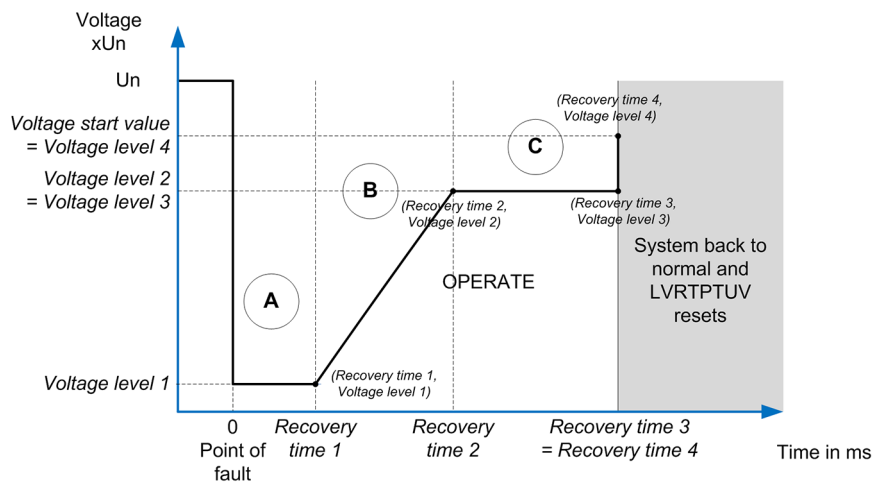 Voltage
xUn
Un
(Recovery time 4,
Voltage level 4)
Voltage start value
= Voltage level 4
C
Voltage level 2
= Voltage level 3
B
(Recovery time 2,
Voltage level 2)
(Recovery time 3,
Voltage level 3)
System back to
normal and
LVRTPTUV
resets
OPERATE
A
Voltage level 1
(Recovery time 1,
Voltage level 1)
0
Point of
fault
Recovery
time 1
Recovery
time 2
Recovery time 3
= Recovery time 4
Time in ms